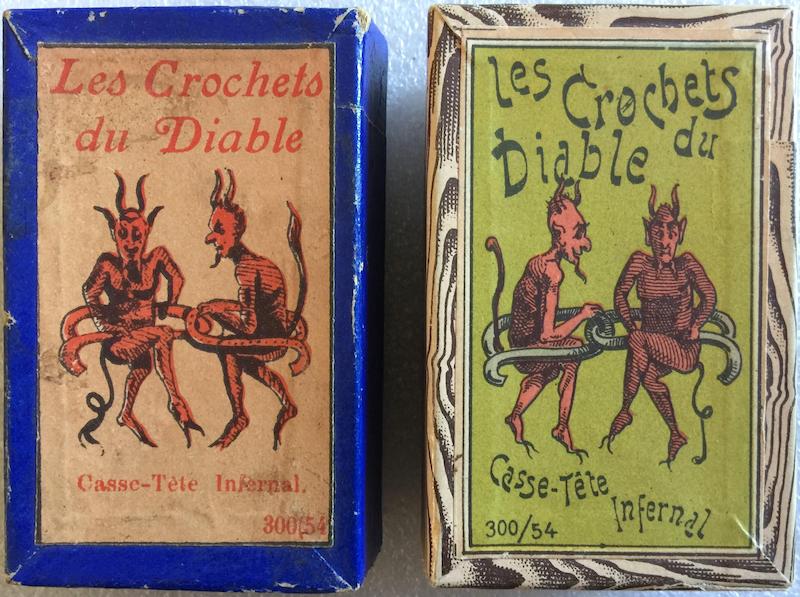 Les Crochets
du Diable
Casse-Tête Infernal.
300/54
Les Crochets
du
Diable
Casse-Tête
Infernal
300/54